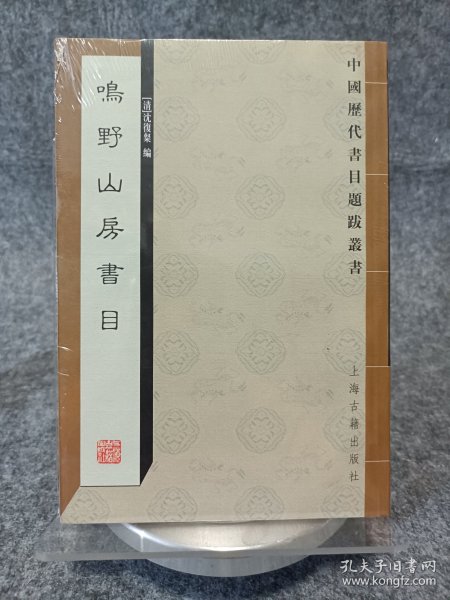 中國歷代書目題跋叢書
上海古籍出版社
[清]沈復粲 編
鳴野山房書目
孔夫子旧书网
www.kongfz.com